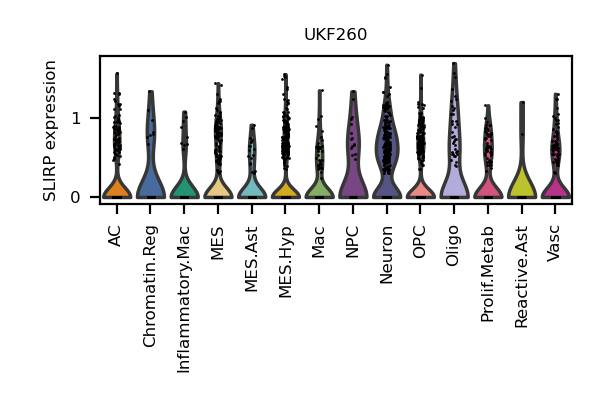 UKF260
SLIRP expression
1
0
AC
Chromatin.Reg
Inflammatory.Mac
MES
MES.Ast
MES.Hyp
Mac
NPC
Neuron
OPC
Oligo
Prolif.Metab
Reactive.Ast
Vasc